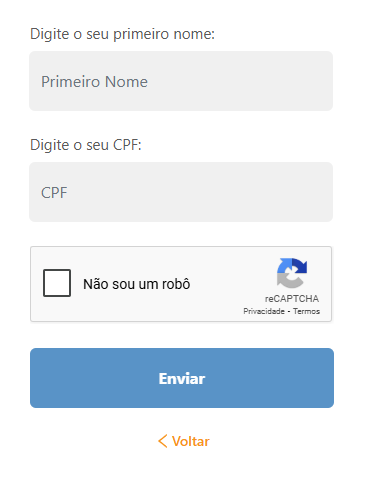 Digite o seu primeiro nome:
Primeiro Nome
Digite o seu CPF:
CPF
Não sou um robô
reCAPTCHA
Privacidade - Termos
Enviar
Voltar